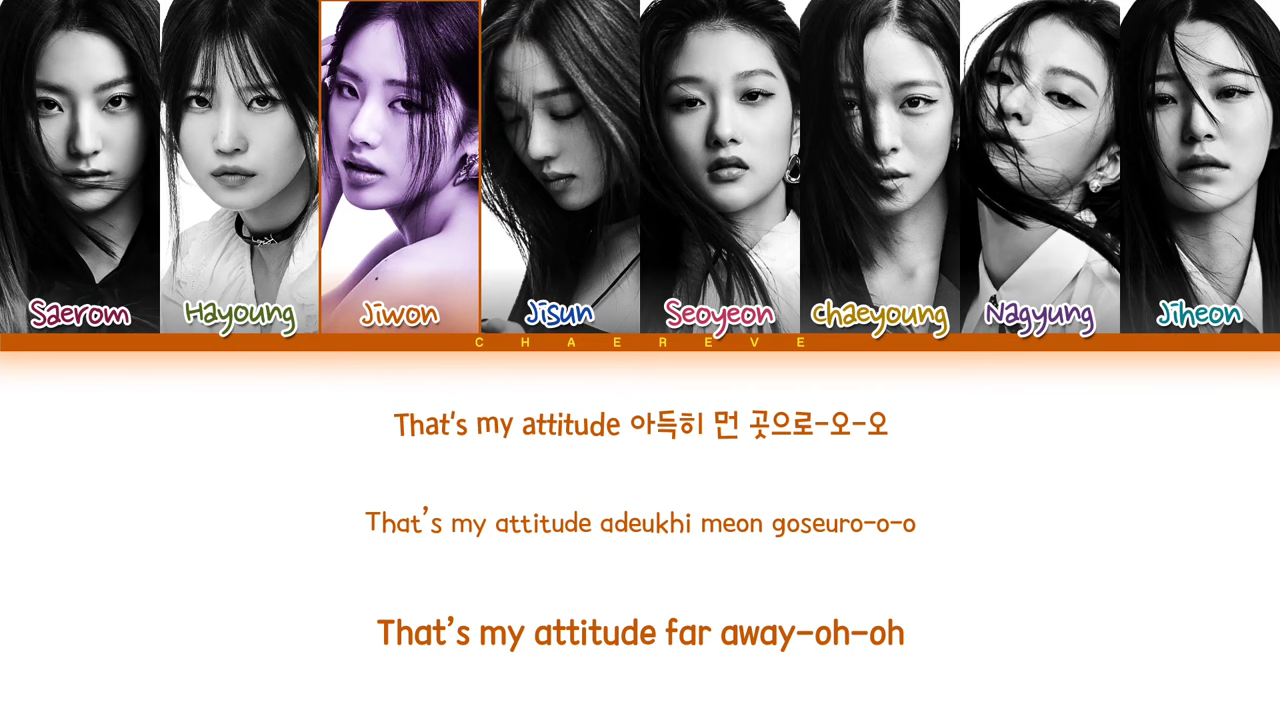 Saerom Hayoung Jiwon Jisun Seoyeon chaeyoung Nagyung Jiheon
CHAEREVE
That's my attitude 아득히 먼 곳으로-오-오
That's my attitude adeukhi meon goseuro-o-o
That's my attitude far away-oh-oh